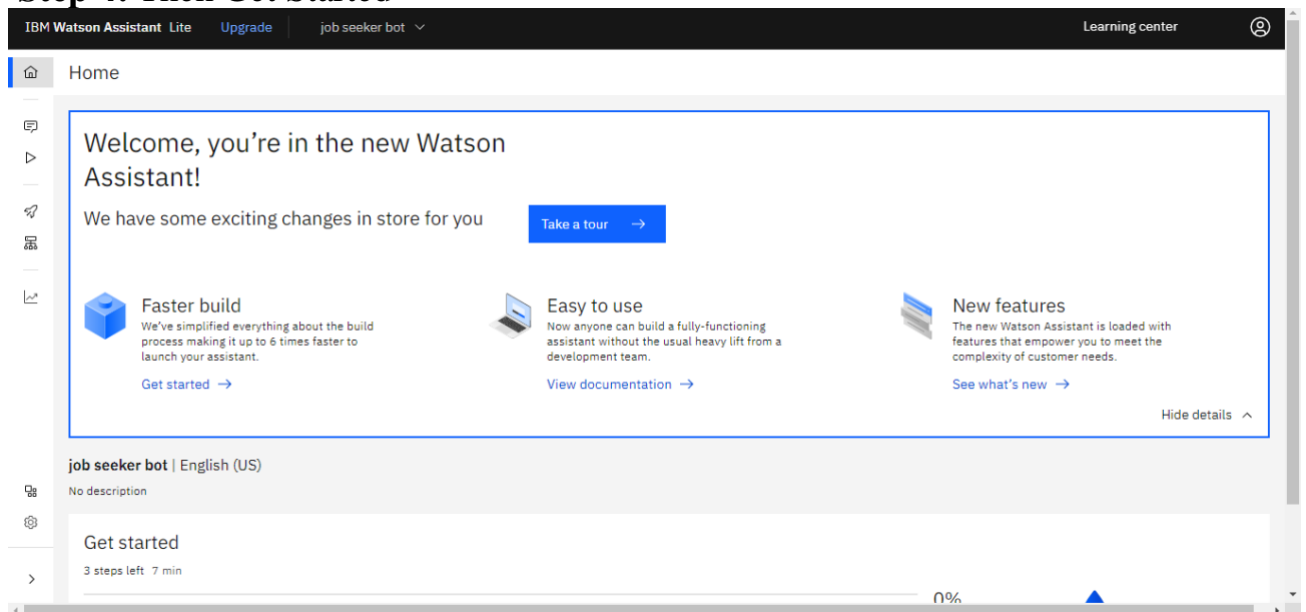 Step 4: Then Get Started
IBM Watson Assistant Lite Upgrade job seeker bot Learning center
Home
Welcome, you're in the new Watson
Assistant!
We have some exciting changes in store for you
Take a tour
Faster build
We've simplified everything about the build
process making it up to 6 times faster to
launch your assistant.
Get started
Easy to use
Now anyone can build a fully-functioning
assistant without the usual heavy lift from a
development team.
View documentation
New features
The new Watson Assistant is loaded with
features that empower you to meet the
complexity of customer needs.
See what's new
Hide details
job seeker bot | English (US)
No description
Get started
3 steps left 7 min
0%